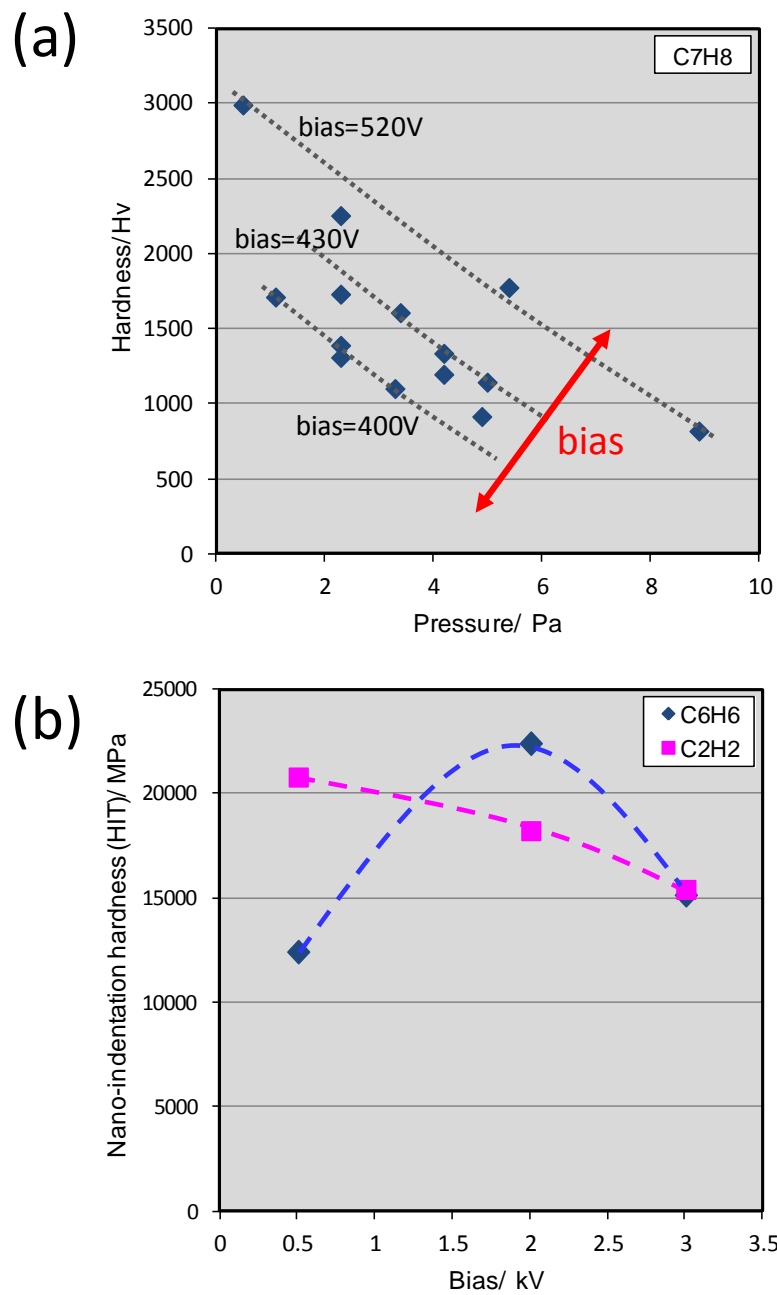 (a)
C7H8
3500
3000
2500
2000
1500
1000
500
0
Hardness/Hv
bias=520V
bias=430V
bias=400V
bias
0 2 4 6 8 10
Pressure/ Pa
(b)
C6H6
C2H2
25000
20000
15000
10000
5000
0
Nano-indentation hardness (HIT)/ MPa
0 0.5 1 1.5 2 2.5 3 3.5
Bias/ kV